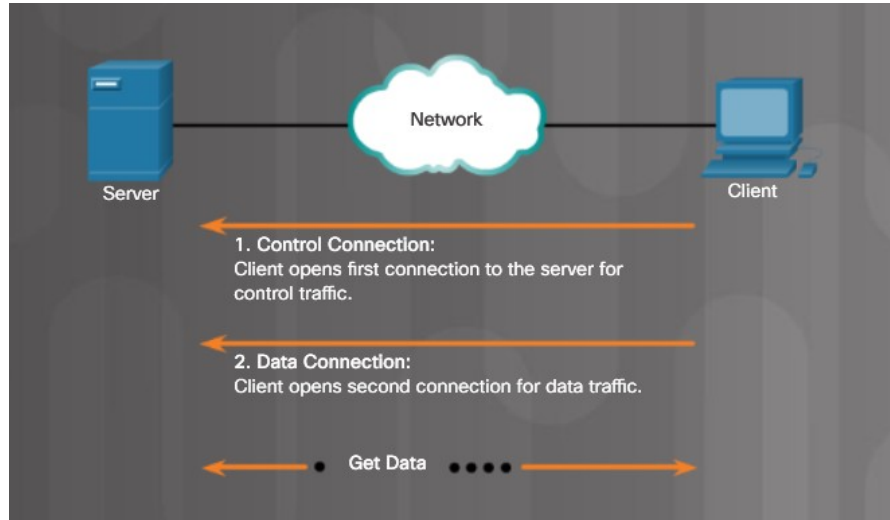 Network
Server
Client
1. Control Connection:
Client opens first connection to the server for
control traffic.
2. Data Connection:
Client opens second connection for data traffic.
Get Data